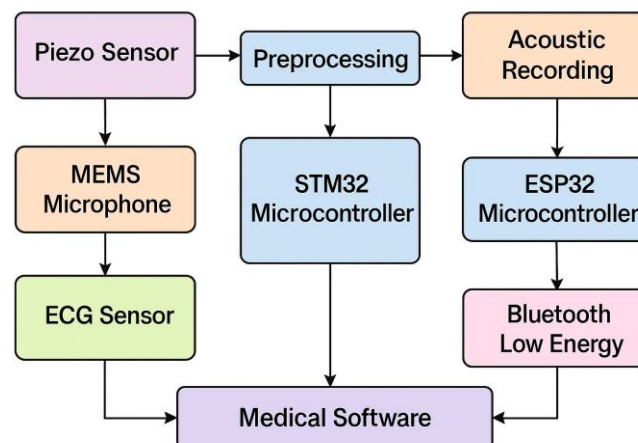 Piezo Sensor
Preprocessing
Acoustic
Recording
MEMS
Microphone
STM32
Microcontroller
ESP32
Microcontroller
ECG Sensor
Bluetooth
Low Energy
Medical Software